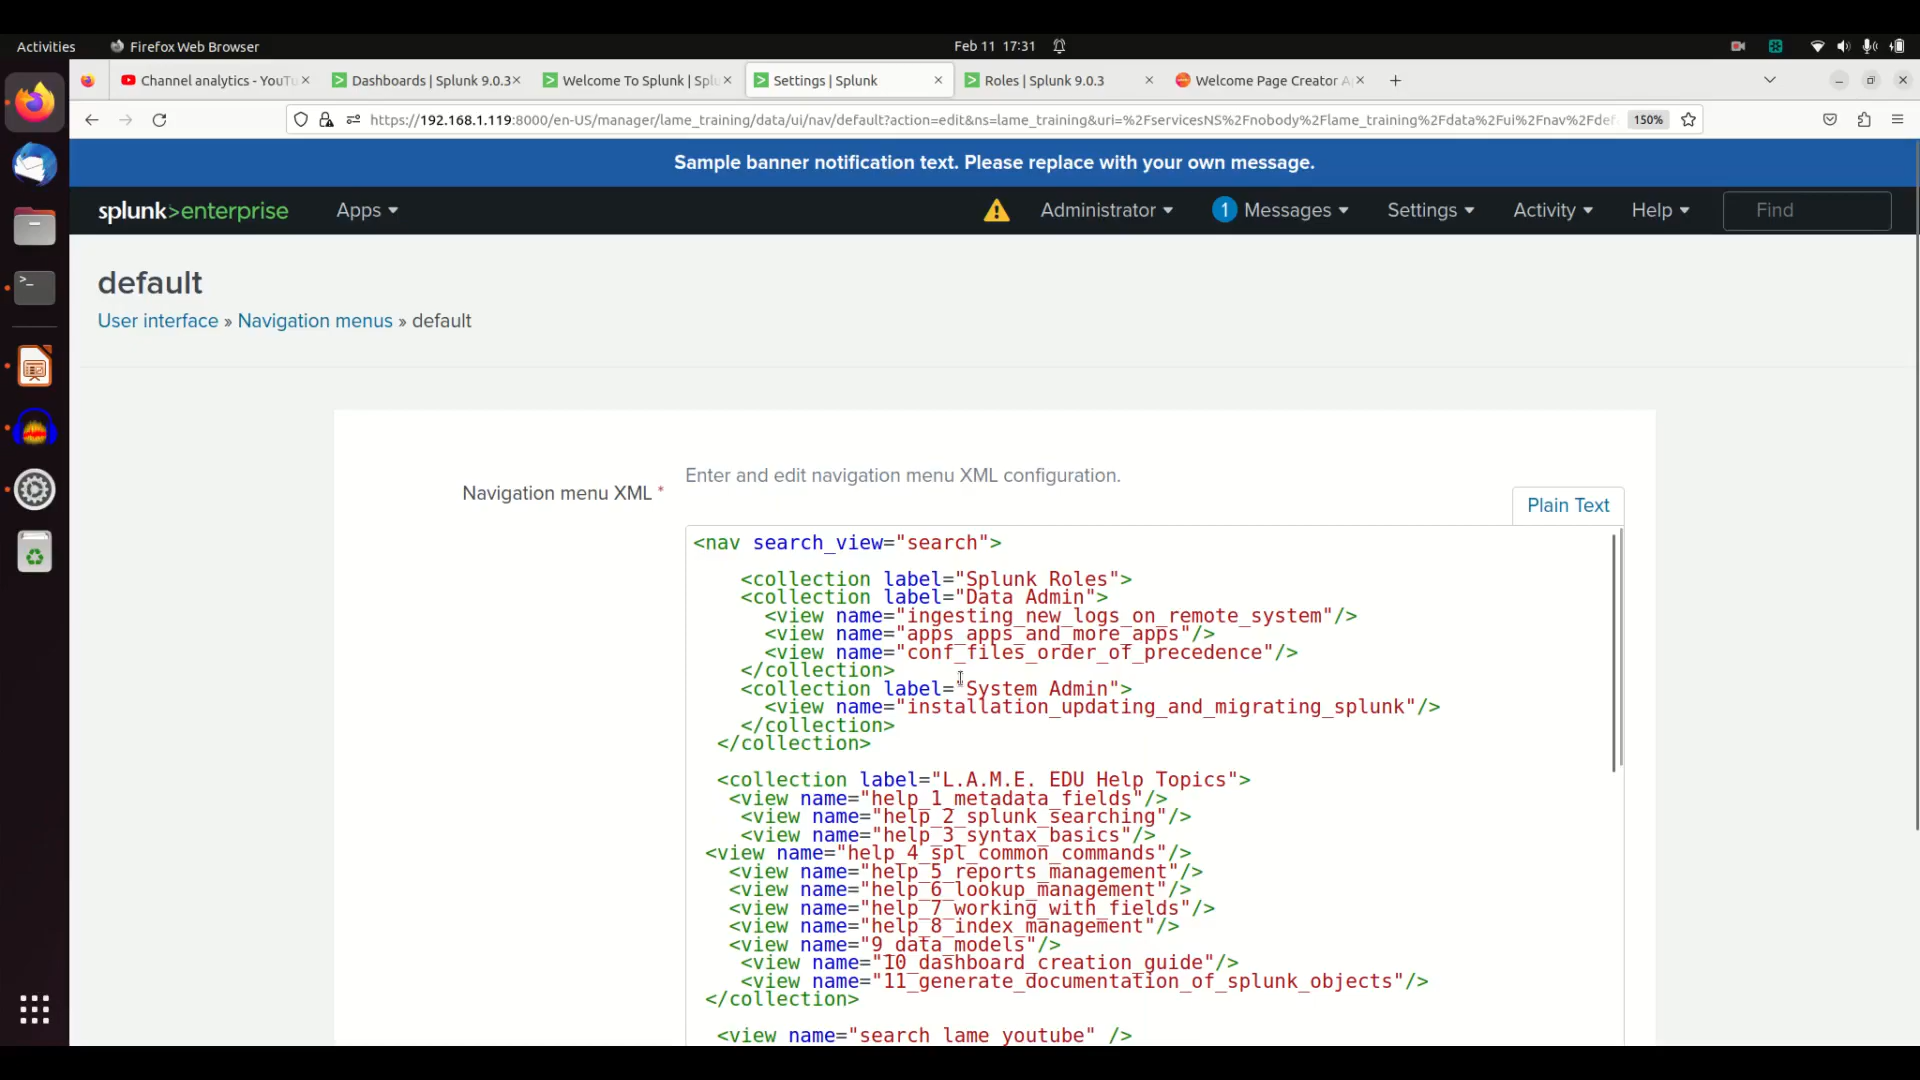 Activities
Firefox Web Browser
Feb 11 17:31
Channel analytics - YouTu
Dashboards | Splunk 9.0.3
Welcome To Splunk | Splu
Settings | Splunk
Roles | Splunk 9.0.3
Welcome Page Creator A
https://192.168.1.119:8000/en-US/manager/lame_training/data/ui/nav/default?action=edit&ns=lame_training&uri=%2FservicesNS%2Fnobody%2Flame_training%2Fdata%2Fui%2Fnav%2Fdef
150%
Sample banner notification text. Please replace with your own message.
splunk>enterprise
Apps
Administrator
1 Messages
Settings
Activity
Help
Find
default
User interface » Navigation menus » default
Enter and edit navigation menu XML configuration.
Navigation menu XML *
Plain Text
<nav search_view="search">
<collection label="Splunk Roles">
<collection label="Data Admin">
<view name="ingesting_new_logs_on_remote_system"/>
<view name="apps_apps_and_more_apps"/>
<view name="conf_files_order_of_precedence"/>
</collection>
<collection label="System Admin">
<view name="installation_updating_and_migrating_splunk"/>
</collection>
</collection>
<collection label="L.A.M.E. EDU Help Topics">
<view name="help_1_metadata_fields"/>
<view name="help_2_splunk_searching"/>
<view name="help_3_syntax_basics"/>
<view name="help_4_spl_common_commands"/>
<view name="help_5_reports_management"/>
<view name="help_6_lookup_management"/>
<view name="help_7_working_with_fields"/>
<view name="help_8_index_management"/>
<view name="9_data_models"/>
<view name="10_dashboard_creation_guide"/>
<view name="11_generate_documentation_of_splunk_objects"/>
</collection>
<view name="search_lame_youtube" />